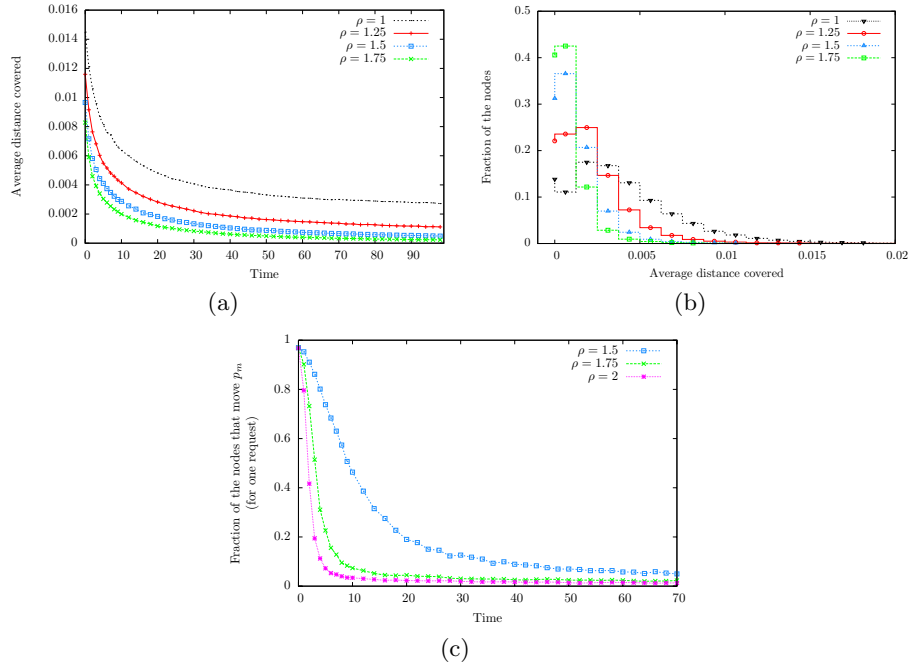 0.016
0.014
0.012
0.01
0.008
0.006
0.004
0.002
0
Average distance covered
0 10 20 30 40 50 60 70 80 90
Time
ρ = 1
ρ = 1.25
ρ = 1.5
ρ = 1.75
(a)
0.5
0.4
0.3
0.2
0.1
0
Fraction of the nodes
0 0.005 0.01 0.015 0.02
Average distance covered
ρ = 1
ρ = 1.25
ρ = 1.5
ρ = 1.75
(b)
1
0.8
0.6
0.4
0.2
0
Fraction of the nodes that move pm
(for one request)
0 10 20 30 40 50 60 70
Time
ρ = 1.5
ρ = 1.75
ρ = 2
(c)